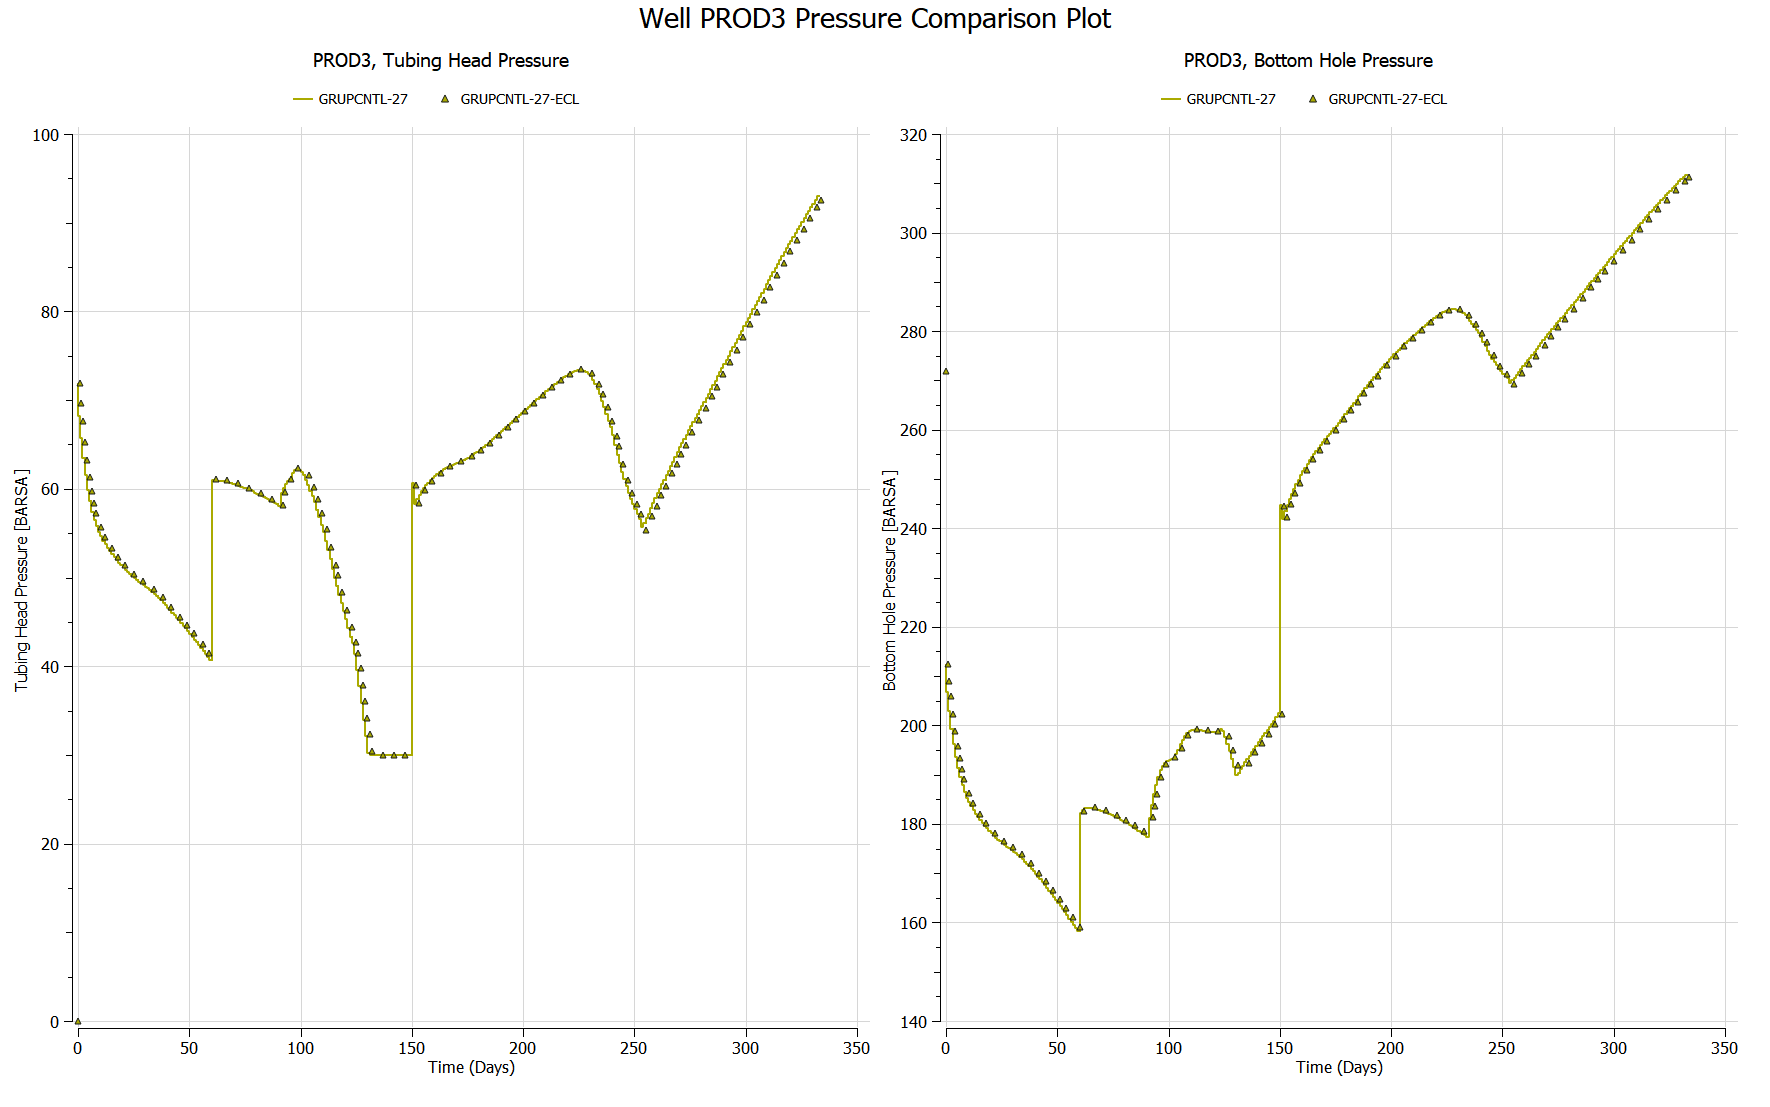 Well PROD3 Pressure Comparison Plot
PROD3, Tubing Head Pressure
GRUPCNTL-27 GRUPCNTL-27-ECL
Tubing Head Pressure [BARSA]
100
80
60
40
20
0
0 50 100 150 200 250 300 350
Time (Days)
PROD3, Bottom Hole Pressure
GRUPCNTL-27 GRUPCNTL-27-ECL
Bottom Hole Pressure [BARSA]
320
300
280
260
240
220
200
180
160
140
0 50 100 150 200 250 300 350
Time (Days)